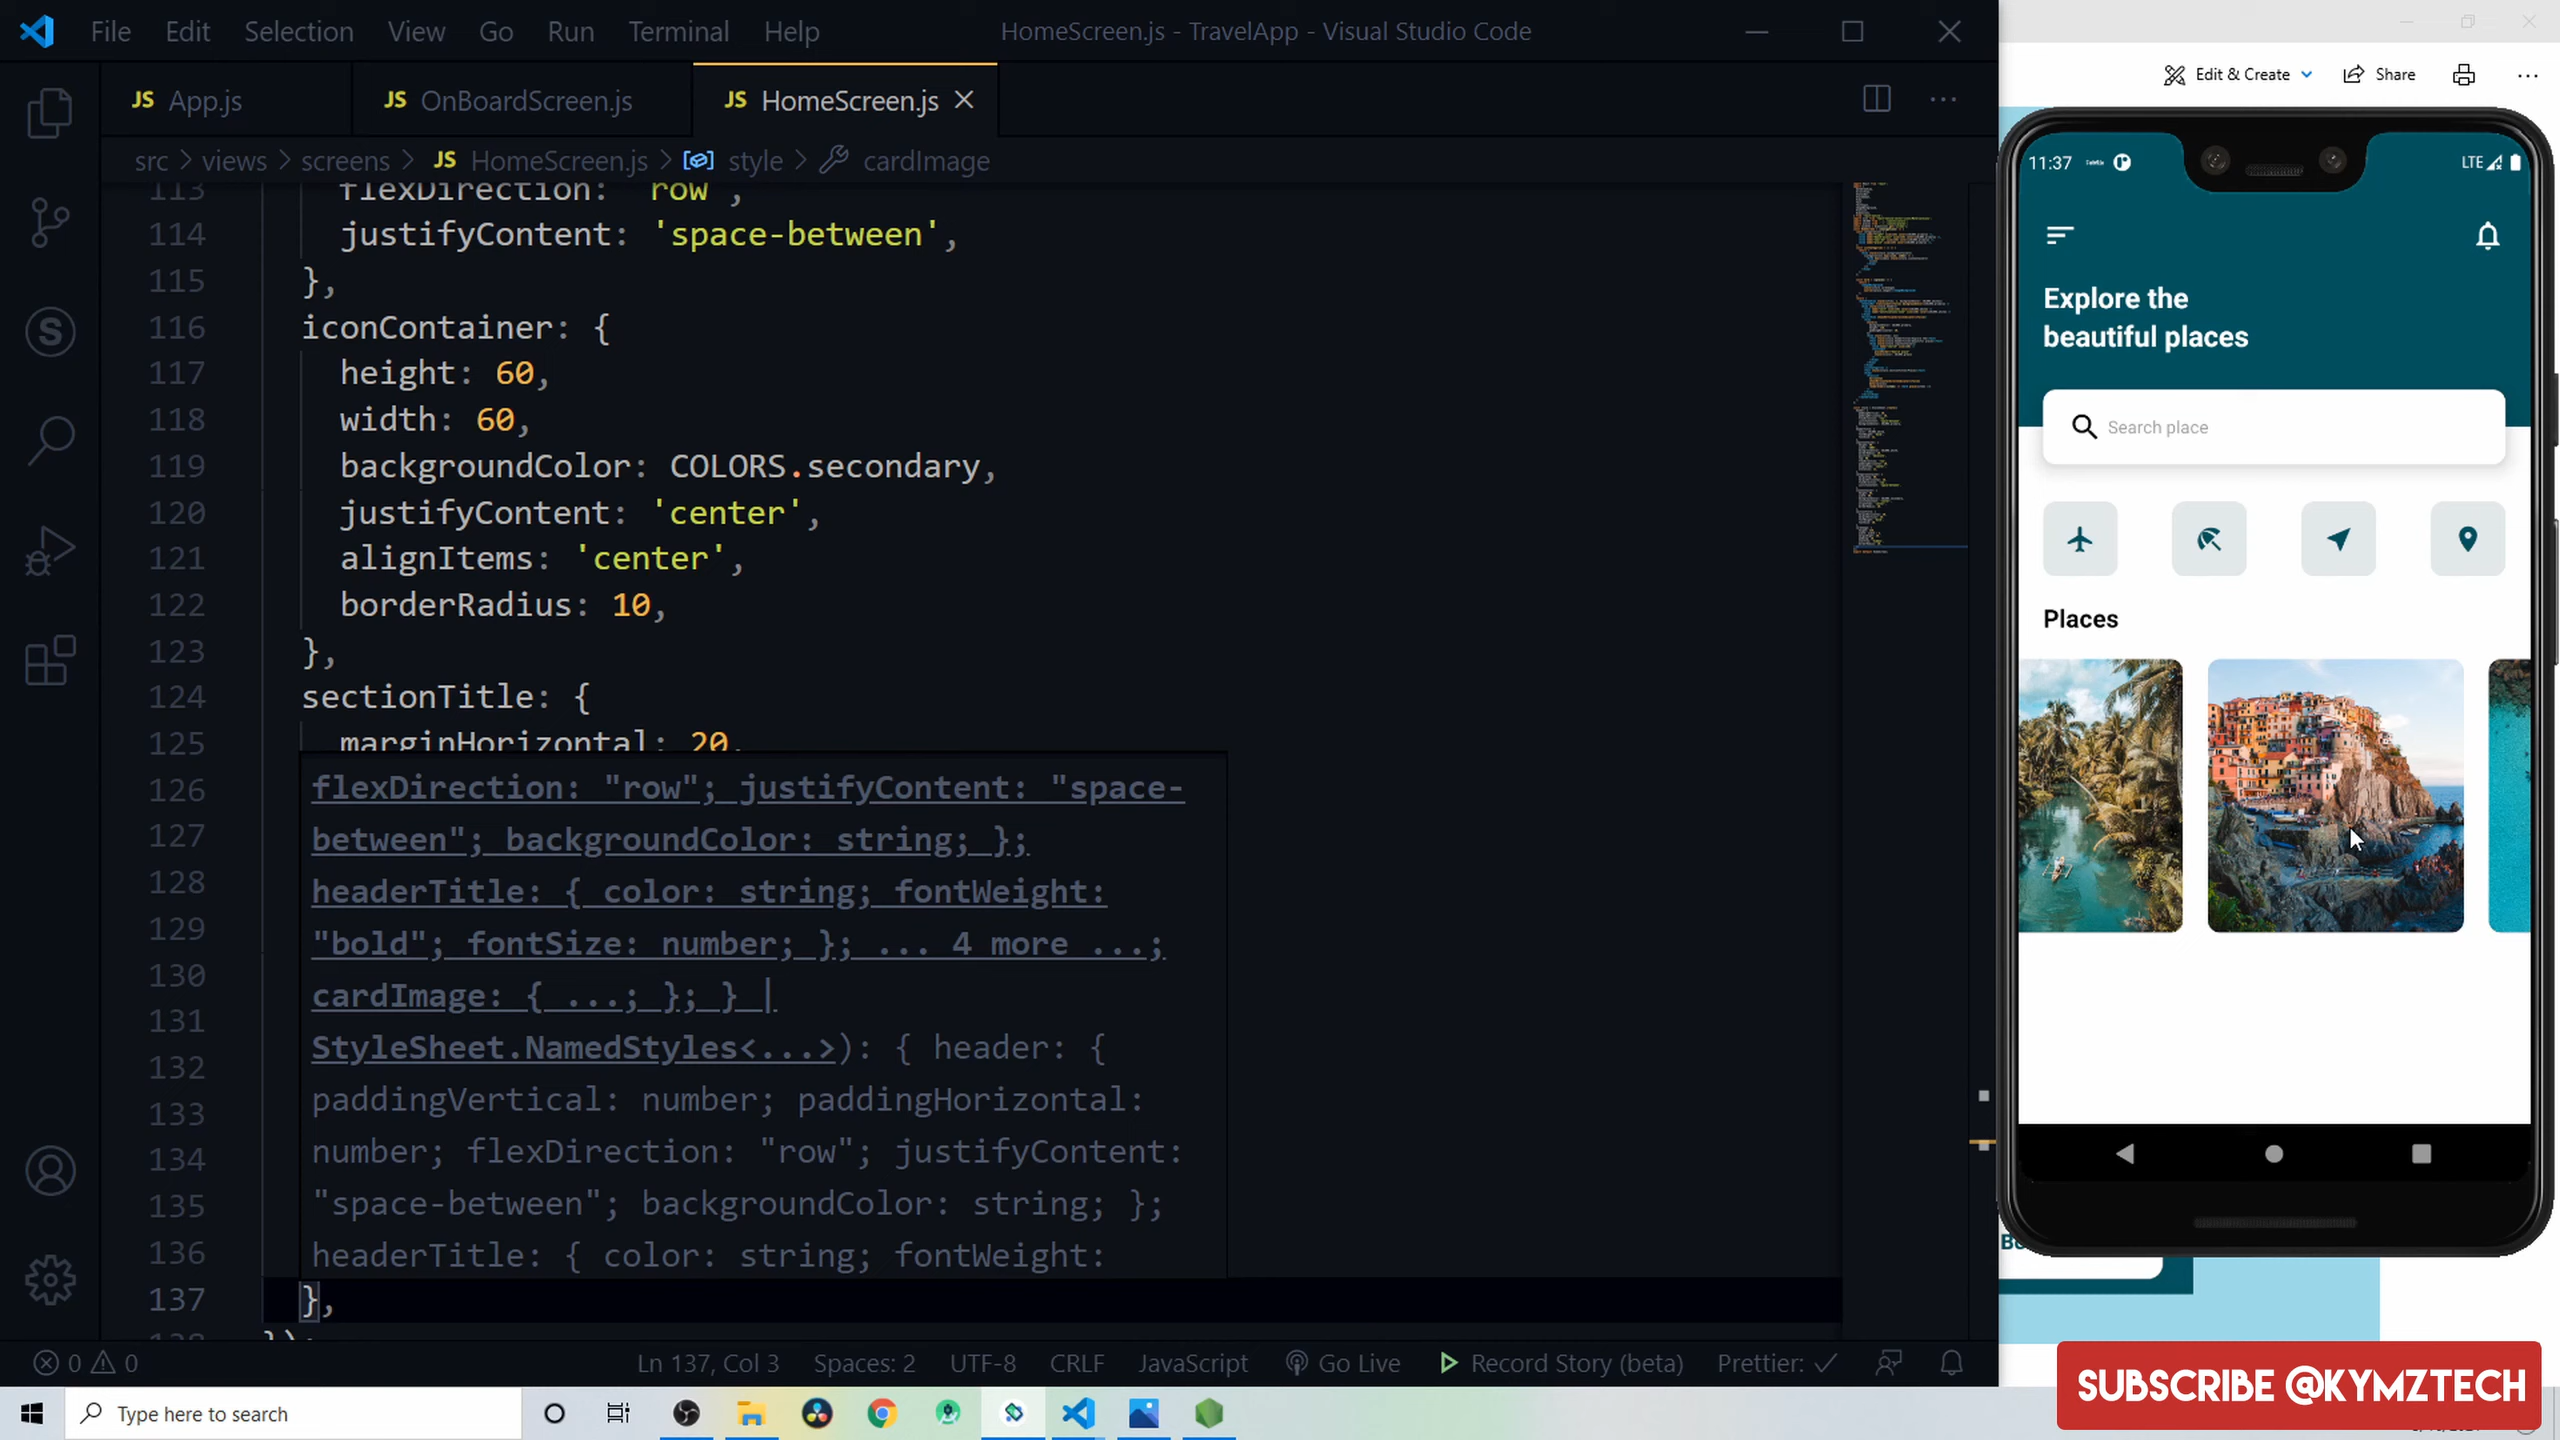 File Edit Selection View Go Run Terminal Help HomeScreen.js - TravelApp - Visual Studio Code
JS App.js JS OnBoardScreen.js JS HomeScreen.js
src > views > screens > JS HomeScreen.js > style > cardImage
113 flexDirection: 'row',
114 justifyContent: 'space-between',
115 },
116 iconContainer: {
117 height: 60,
118 width: 60,
119 backgroundColor: COLORS.secondary,
120 justifyContent: 'center',
121 alignItems: 'center',
122 borderRadius: 10,
123 },
124 sectionTitle: {
125 marginHorizontal: 20,
126
127
128
129
130
131
132
133
134
135
136
flexDirection: "row"; justifyContent: "space-
between"; backgroundColor: string; };
headerTitle: { color: string; fontWeight:
"bold"; fontSize: number; }; ... 4 more ...;
cardImage: { ...; }; } |
StyleSheet.NamedStyles<...>): { header: {
paddingVertical: number; paddingHorizontal:
number; flexDirection: "row"; justifyContent:
"space-between"; backgroundColor: string; };
headerTitle: { color: string; fontWeight:
137 },
138 });
0 0 Ln 137, Col 3 Spaces: 2 UTF-8 CRLF JavaScript Go Live Record Story (beta) Prettier: ✓
Type here to search
Edit & Create Share
11:37 LTE
Explore the
beautiful places
Search place
Places
SUBSCRIBE @KYMZTECH